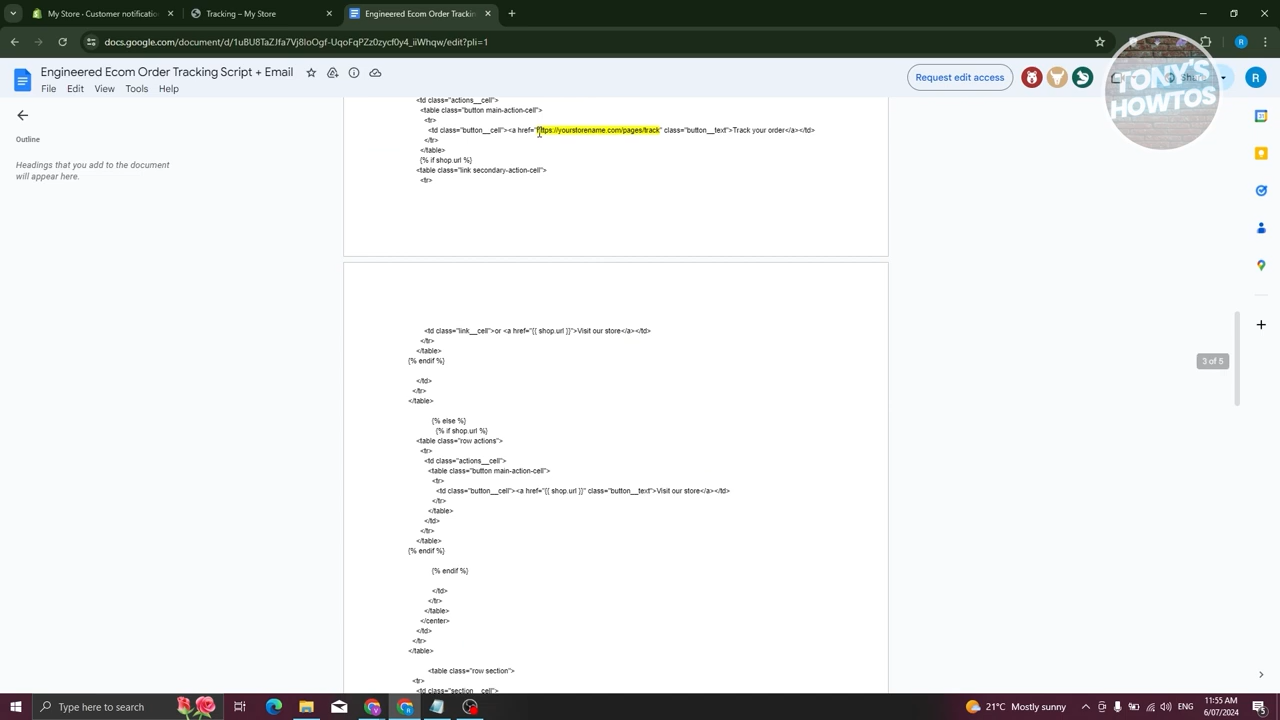 My Store · Customer notification
Tracking – My Store
Engineered Ecom Order Trackin
docs.google.com/document/d/1uBU8TaZJfa7Vj8IoOgf-UqoFqPZz0zycf0y4_iiWhqw/edit?pli=1
R
Engineered Ecom Order Tracking Script + Email
File Edit View Tools Help
Request edit access
Share
R
TONY'S
HOWTOS
Outline
Headings that you add to the document
will appear here.
<td class="actions__cell">
<table class="button main-action-cell">
<tr>
<td class="button__cell"><a href="https://yourstorename.com/pages/track" class="button__text">Track your order</a></td>
</tr>
</table>
{% if shop.url %}
<table class="link secondary-action-cell">
<tr>
<td class="link__cell">or <a href="{{ shop.url }}">Visit our store</a></td>
</tr>
</table>
{% endif %}
</td>
</tr>
</table>
{% else %}
{% if shop.url %}
<table class="row actions">
<tr>
<td class="actions__cell">
<table class="button main-action-cell">
<tr>
<td class="button__cell"><a href="{{ shop.url }}" class="button__text">Visit our store</a></td>
</tr>
</table>
</td>
</tr>
</table>
{% endif %}
{% endif %}
</td>
</tr>
</table>
</center>
</td>
</tr>
</table>
<table class="row section">
<tr>
<td class="section__cell">
3 of 5
Type here to search
21°C Mostly sunny
11:55 AM
6/07/2024